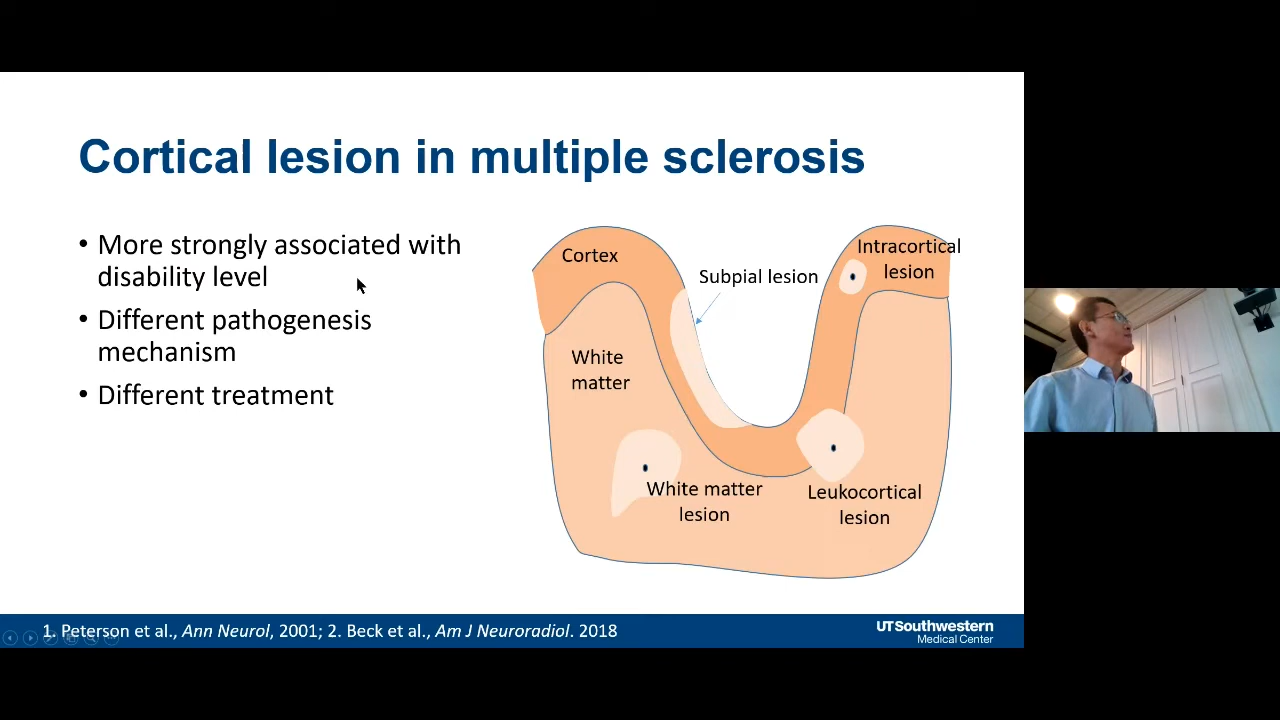 Cortical lesion in multiple sclerosis
• More strongly associated with
disability level
• Different pathogenesis
mechanism
• Different treatment
Cortex
Subpial lesion
Intracortical
lesion
White
matter
White matter
lesion
Leukocortical
lesion
1. Peterson et al., Ann Neurol, 2001; 2. Beck et al., Am J Neuroradiol. 2018
UTSouthwestern
Medical Center